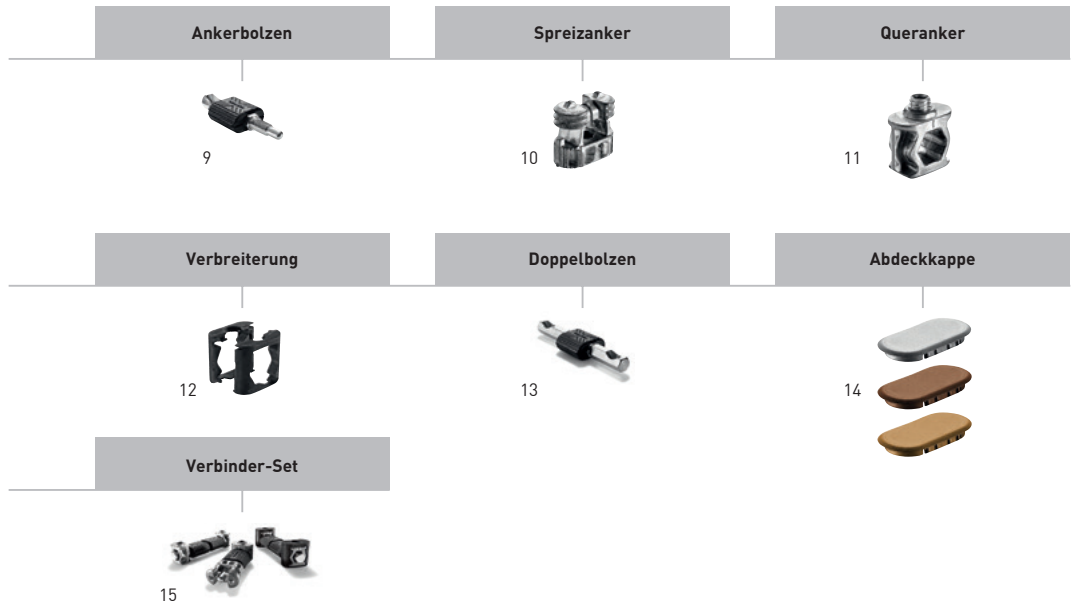 Ankerbolzen
Spreizanker
Queranker
9
10
11
Verbreiterung
Doppelbolzen
Abdeckkappe
12
13
14
Verbinder-Set
15